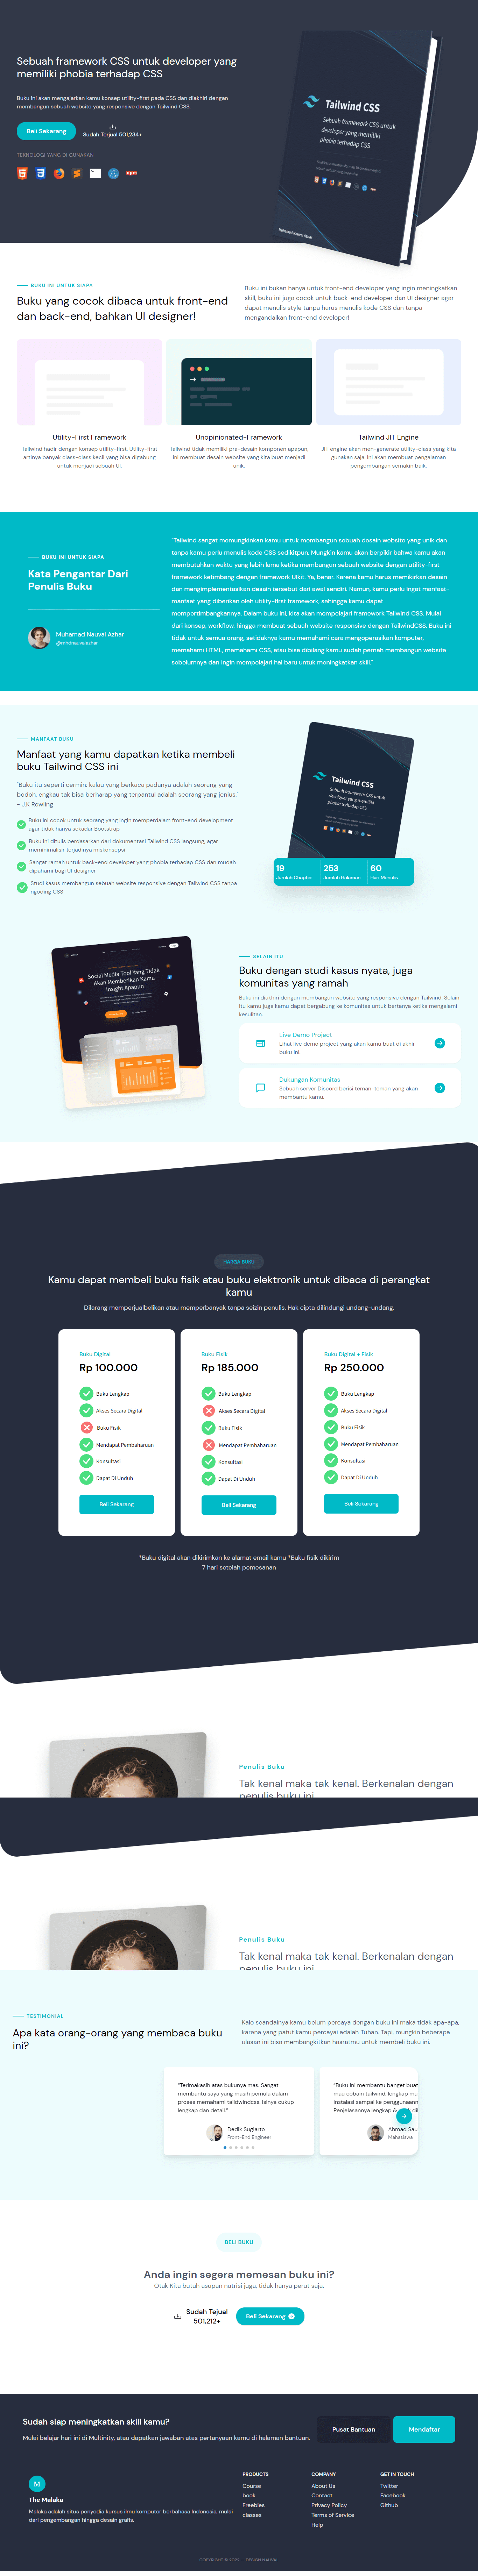 Sebuah framework CSS untuk developer yang
memiliki phobia terhadap CSS
Buku ini akan mengajarkan kamu konsep utility-first pada CSS dan diakhiri dengan
membangun sebuah website yang responsive dengan Tailwind CSS.
Beli Sekarang
Sudah Terjual 501,234+
TEKNOLOGI YANG DI GUNAKAN
npm
Tailwind CSS
Sebuah framework CSS untuk
developer yang memiliki
phobia terhadap CSS
Muhamad Nauval Azhar
BUKU INI UNTUK SIAPA
Buku yang cocok dibaca untuk front-end
dan back-end, bahkan UI designer!
Buku ini bukan hanya untuk front-end developer yang ingin meningkatkan
skill, buku ini juga cocok untuk back-end developer dan UI designer agar
dapat menulis style tanpa harus menulis kode CSS dan tanpa
mengandalkan front-end developer!
Utility-First Framework
Tailwind hadir dengan konsep utility-first. Utility-first
artinya banyak class-class kecil yang bisa digabung
untuk menjadi sebuah UI.
Unopinionated-Framework
Tailwind tidak memiliki pra-desain komponen apapun,
ini membuat desain website yang kita buat menjadi
unik.
Tailwind JIT Engine
JIT engine akan men-generate utility-class yang kita
gunakan saja. Ini akan membuat pengalaman
pengembangan semakin baik.
BUKU INI UNTUK SIAPA
Kata Pengantar Dari
Penulis Buku
Muhamad Nauval Azhar
@mhdnauvalazhar
"Tailwind sangat memungkinkan kamu untuk membangun sebuah desain website yang unik dan
tanpa kamu perlu menulis kode CSS sedikitpun. Mungkin kamu akan berpikir bahwa kamu akan
membutuhkan waktu yang lebih lama ketika membangun sebuah website dengan utility-first
framework ketimbang dengan framework UIkit. Ya, benar. Karena kamu harus memikirkan desain
dan mengimplementasikan desain tersebut dari awal sendiri. Namun, kamu perlu ingat manfaat-
manfaat yang diberikan oleh utility-first framework, sehingga kamu dapat
mempertimbangkannya. Dalam buku ini, kita akan mempelajari framework Tailwind CSS. Mulai
dari konsep, workflow, hingga membuat sebuah website responsive dengan TailwindCSS. Buku ini
tidak untuk semua orang, setidaknya kamu memahami cara mengoperasikan komputer,
memahami HTML, memahami CSS, atau bisa dibilang kamu sudah pernah membangun website
sebelumnya dan ingin mempelajari hal baru untuk meningkatkan skill."
MANFAAT BUKU
Manfaat yang kamu dapatkan ketika membeli
buku Tailwind CSS ini
"Buku itu seperti cermin: kalau yang berkaca padanya adalah seorang yang
bodoh, engkau tak bisa berharap yang terpantul adalah seorang yang jenius."
- J.K Rowling
Buku ini cocok untuk seorang yang ingin memperdalam front-end development
agar tidak hanya sekadar Bootstrap
Buku ini ditulis berdasarkan dari dokumentasi Tailwind CSS langsung, agar
meminimalisir terjadinya miskonsepsi
Sangat ramah untuk back-end developer yang phobia terhadap CSS dan mudah
dipahami bagi UI designer
Studi kasus membangun sebuah website responsive dengan Tailwind CSS tanpa
ngoding CSS
Tailwind CSS
Sebuah framework CSS untuk
developer yang memiliki
phobia terhadap CSS
19
Jumlah Chapter
253
Jumlah Halaman
60
Hari Menulis
Social Media Tool Yang Tidak
Akan Memberikan Kamu
Insight Apapun
SELAIN ITU
Buku dengan studi kasus nyata, juga
komunitas yang ramah
Buku ini diakhiri dengan membangun website yang responsive dengan Tailwind. Selain
itu kamu juga kamu dapat bergabung ke komunitas untuk bertanya ketika mengalami
kesulitan.
Live Demo Project
Lihat live demo project yang akan kamu buat di akhir
buku ini.
Dukungan Komunitas
Sebuah server Discord berisi teman-teman yang akan
membantu kamu.
HARGA BUKU
Kamu dapat membeli buku fisik atau buku elektronik untuk dibaca di perangkat
kamu
Dilarang memperjualbelikan atau memperbanyak tanpa seizin penulis. Hak cipta dilindungi undang-undang.
Buku Digital
Rp 100.000
Buku Lengkap
Akses Secara Digital
Buku Fisik
Mendapat Pembaharuan
Konsultasi
Dapat Di Unduh
Beli Sekarang
Buku Fisik
Rp 185.000
Buku Lengkap
Akses Secara Digital
Buku Fisik
Mendapat Pembaharuan
Konsultasi
Dapat Di Unduh
Beli Sekarang
Buku Digital + Fisik
Rp 250.000
Buku Lengkap
Akses Secara Digital
Buku Fisik
Mendapat Pembaharuan
Konsultasi
Dapat Di Unduh
Beli Sekarang
*Buku digital akan dikirimkan ke alamat email kamu *Buku fisik dikirim
7 hari setelah pemesanan
Penulis Buku
Tak kenal maka tak kenal. Berkenalan dengan
penulis buku ini
Penulis Buku
Tak kenal maka tak kenal. Berkenalan dengan
penulis buku ini
TESTIMONIAL
Apa kata orang-orang yang membaca buku
ini?
Kalo seandainya kamu belum percaya dengan buku ini maka tidak apa-apa,
karena yang patut kamu percayai adalah Tuhan. Tapi, mungkin beberapa
ulasan ini bisa membangkitkan hasratmu untuk membeli buku ini.
"Terimakasih atas bukunya mas. Sangat
membantu saya yang masih pemula dalam
proses memahami taildwindcss. Isinya cukup
lengkap dan detail."
Dedik Sugiarto
Front-End Engineer
"Buku ini membantu banget buat
mau cobain tailwind, lengkap mu
instalasi sampai ke penggunaann
Penjelasannya lengkap &
Ahmad Sau
Mahasiswa
BELI BUKU
Anda ingin segera memesan buku ini?
Otak Kita butuh asupan nutrisi juga, tidak hanya perut saja.
Sudah Tejual
501,212+
Beli Sekarang
Sudah siap meningkatkan skill kamu?
Mulai belajar hari ini di Multinity, atau dapatkan jawaban atas pertanyaan kamu di halaman bantuan.
Pusat Bantuan
Mendaftar
M
The Malaka
Malaka adalah situs penyedia kursus ilmu komputer berbahasa Indonesia, mulai
dari pengembangan hingga desain grafis.
PRODUCTS
Course
book
Freebies
classes
COMPANY
About Us
Contact
Privacy Policy
Terms of Service
Help
GET IN TOUCH
Twitter
Facebook
Github
COPYRIGHT © 2021 — DESIGN NAUVAL